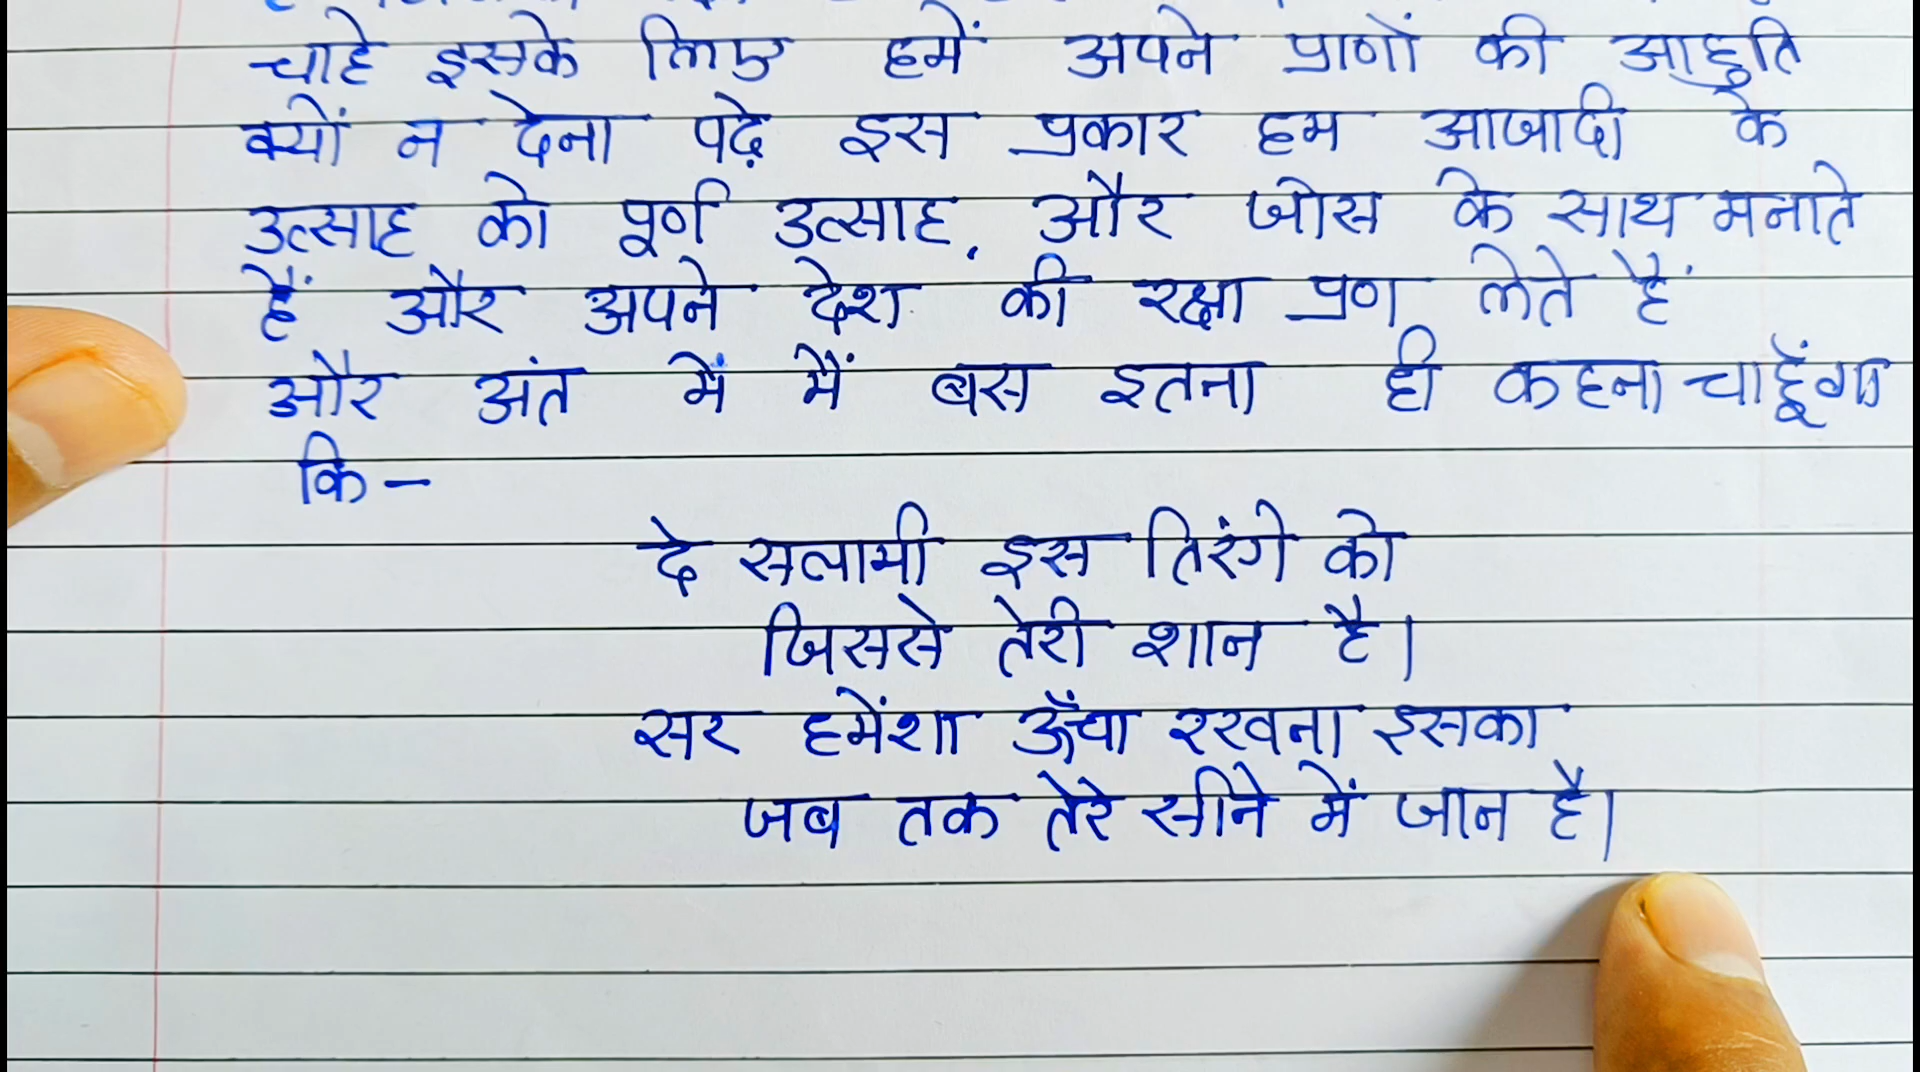 चाहे इसके लिए हमें अपने प्राणों की आहुति
क्यों न देना पढ़े इस प्रकार हम आजादी के
उत्साह को पूर्ण उत्साह, और जोस के साथ मनाते
हैं और अपने देश की रक्षा प्रण लेते हैं
और अंत में मैं बस इतना ही कहना चाहूँगा
कि -
दे सलामी इस तिरंगे को
जिससे तेरी शान है।
सर हमेंशा ऊँचा रखना इसका
जब तक तेरे सीने में जान है।